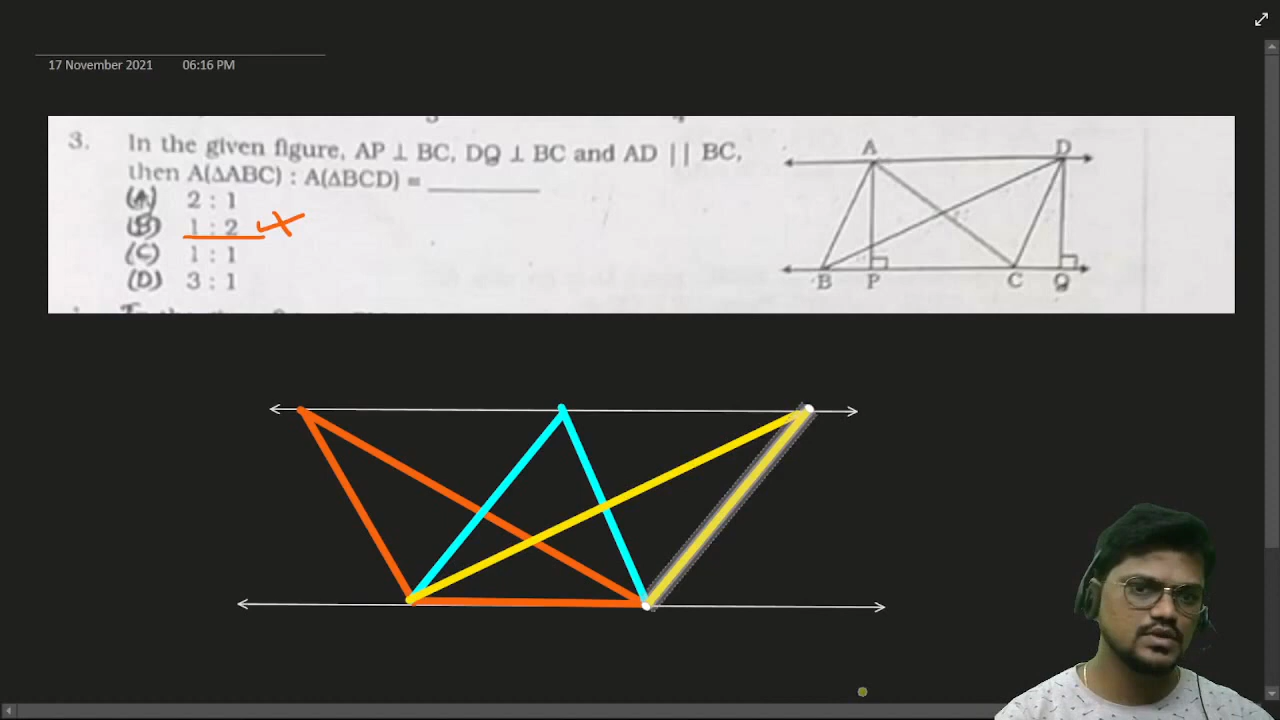 17 November 2021 06:16 PM
3. In the given figure, AP ⊥ BC, DQ ⊥ BC and AD || BC,
then A(ΔABC) : A(ΔBCD) = ________
(A) 2 : 1
(B) 1 : 2
(C) 1 : 1
(D) 3 : 1
A D
B P C Q